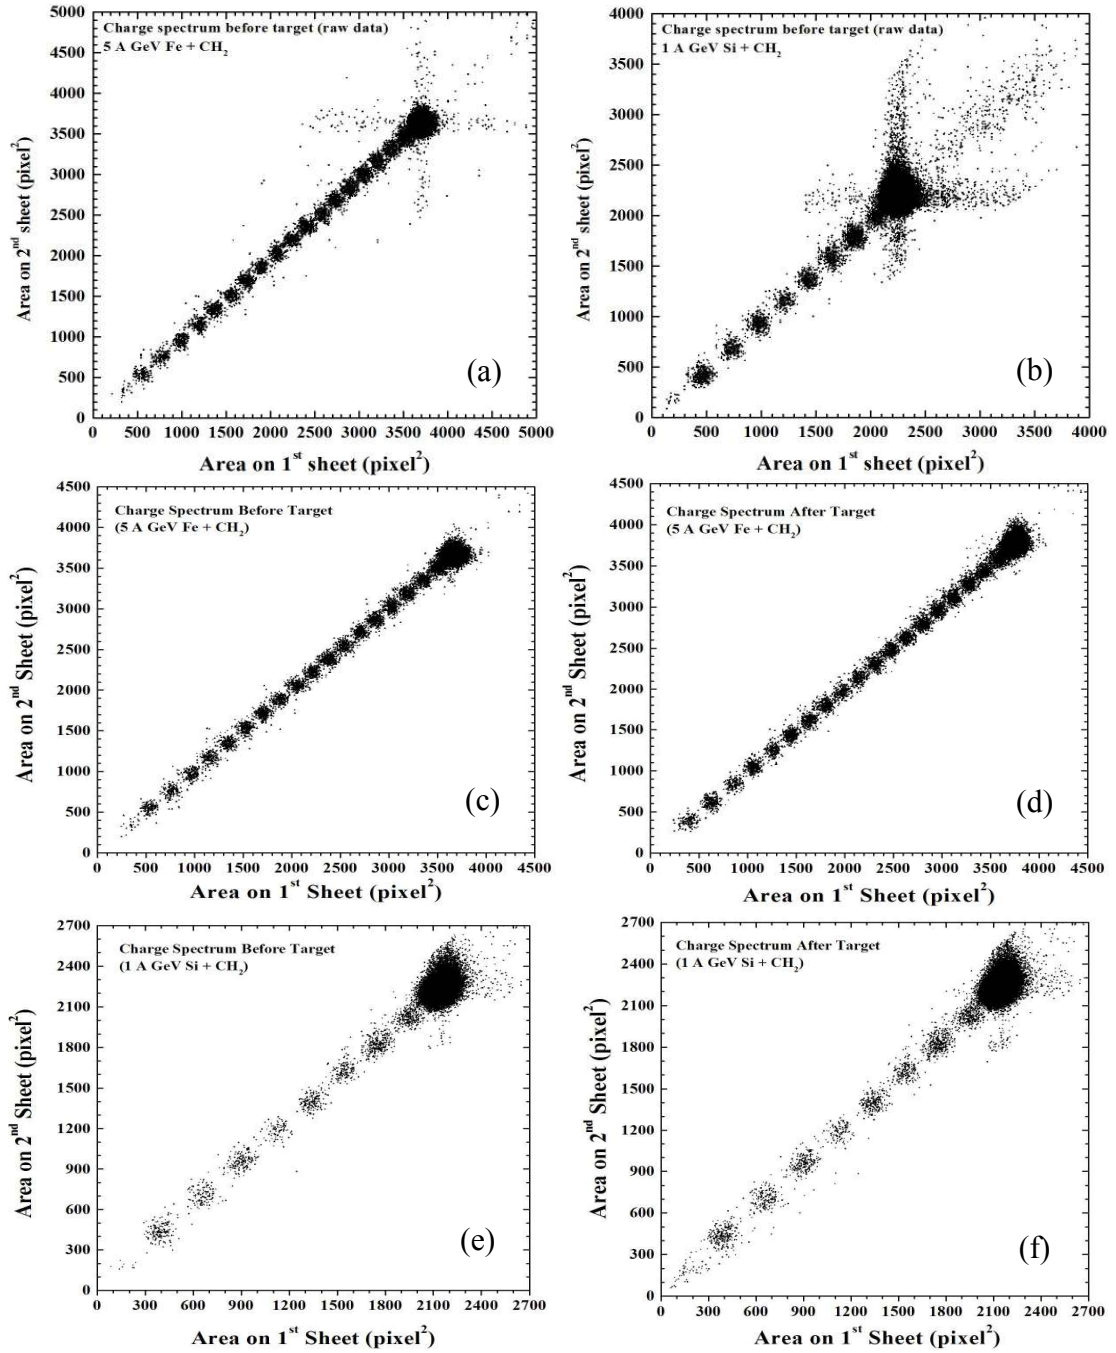 Charge spectrum before target (raw data)
5 A GeV Fe + CH₂
Area on 2ⁿᵈ sheet (pixel²)
5000
4500
4000
3500
3000
2500
2000
1500
1000
500
0
(a)
0 500 1000 1500 2000 2500 3000 3500 4000 4500 5000
Area on 1ˢᵗ sheet (pixel²)
Charge spectrum before target (raw data)
1 A GeV Si + CH₂
Area on 2ⁿᵈ sheet (pixel²)
4000
3500
3000
2500
2000
1500
1000
500
0
(b)
0 500 1000 1500 2000 2500 3000 3500 4000
Area on 1ˢᵗ sheet (pixel²)
Charge Spectrum Before Target
(5 A GeV Fe + CH₂)
Area on 2ⁿᵈ Sheet (pixel²)
4500
4000
3500
3000
2500
2000
1500
1000
500
0
(c)
0 500 1000 1500 2000 2500 3000 3500 4000 4500
Area on 1ˢᵗ Sheet (pixel²)
Charge Spectrum After Target
(5 A GeV Fe + CH₂)
Area on 2ⁿᵈ Sheet (pixel²)
4500
4000
3500
3000
2500
2000
1500
1000
500
0
(d)
0 500 1000 1500 2000 2500 3000 3500 4000 4500
Area on 1ˢᵗ Sheet (pixel²)
Charge Spectrum Before Target
(1 A GeV Si + CH₂)
Area on 2ⁿᵈ Sheet (pixel²)
2700
2400
2100
1800
1500
1200
900
600
300
0
(e)
0 300 600 900 1200 1500 1800 2100 2400 2700
Area on 1ˢᵗ Sheet (pixel²)
Charge Spectrum After Target
(1 A GeV Si + CH₂)
Area on 2ⁿᵈ Sheet (pixel²)
2700
2400
2100
1800
1500
1200
900
600
300
0
(f)
0 300 600 900 1200 1500 1800 2100 2400 2700
Area on 1ˢᵗ Sheet (pixel²)